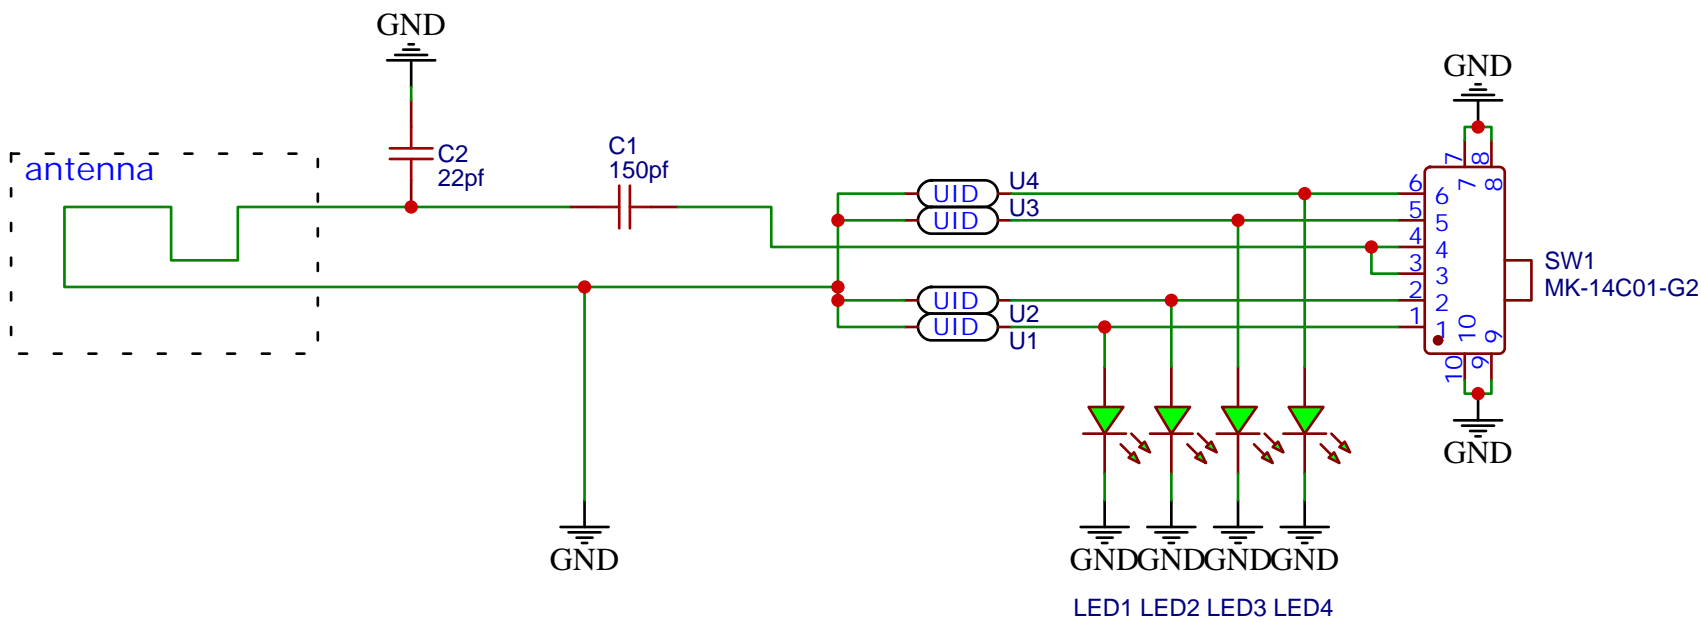 GND
GND
antenna
C2
22pf
C1
150pf
UID
U4
UID
U3
UID
U2
UID
U1
7
8
7
8
6
6
5
5
4
4
3
3
2
2
1
1
10
9
10
9
SW1
MK-14C01-G2
GND
GND
GND
GND
GND
GND
LED1
LED2
LED3
LED4